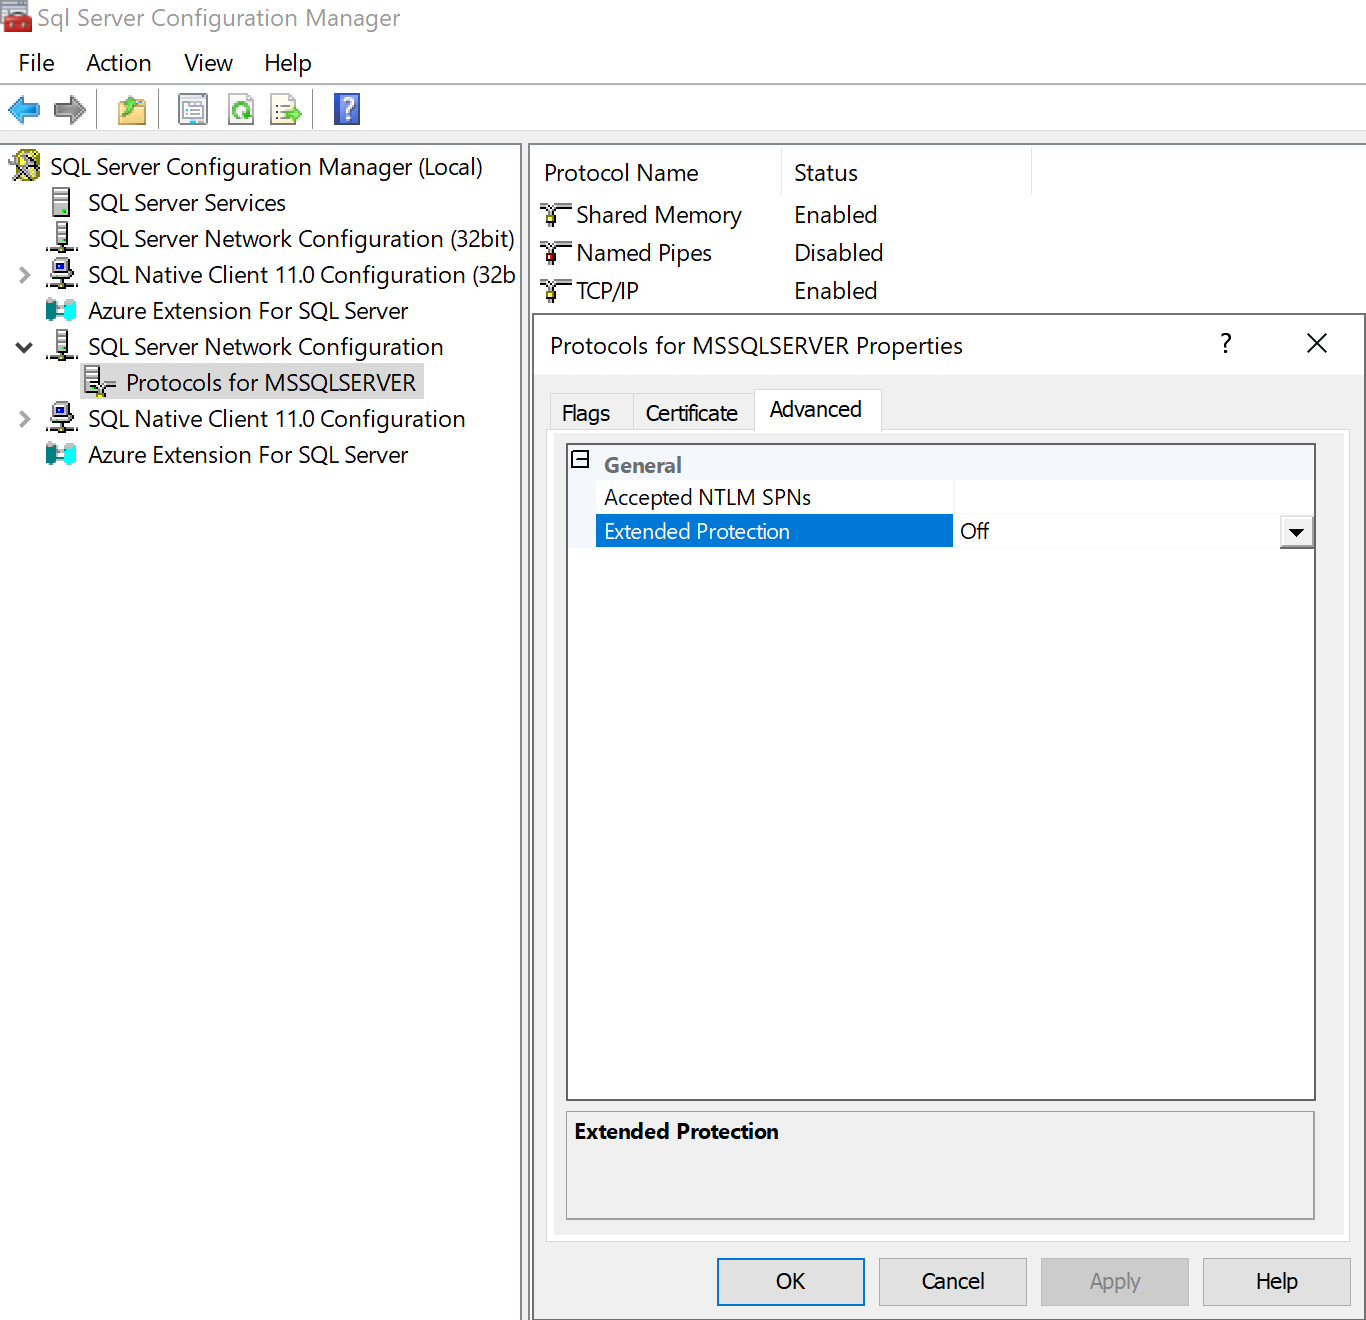 Sql Server Configuration Manager
File Action View Help
SQL Server Configuration Manager (Local)
SQL Server Services
SQL Server Network Configuration (32bit)
SQL Native Client 11.0 Configuration (32b
Azure Extension For SQL Server
SQL Server Network Configuration
Protocols for MSSQLSERVER
SQL Native Client 11.0 Configuration
Azure Extension For SQL Server
Protocol Name Status
Shared Memory Enabled
Named Pipes Disabled
TCP/IP Enabled
Protocols for MSSQLSERVER Properties ?
Flags Certificate Advanced
General
Accepted NTLM SPNs
Extended Protection Off
Extended Protection
OK Cancel Apply Help